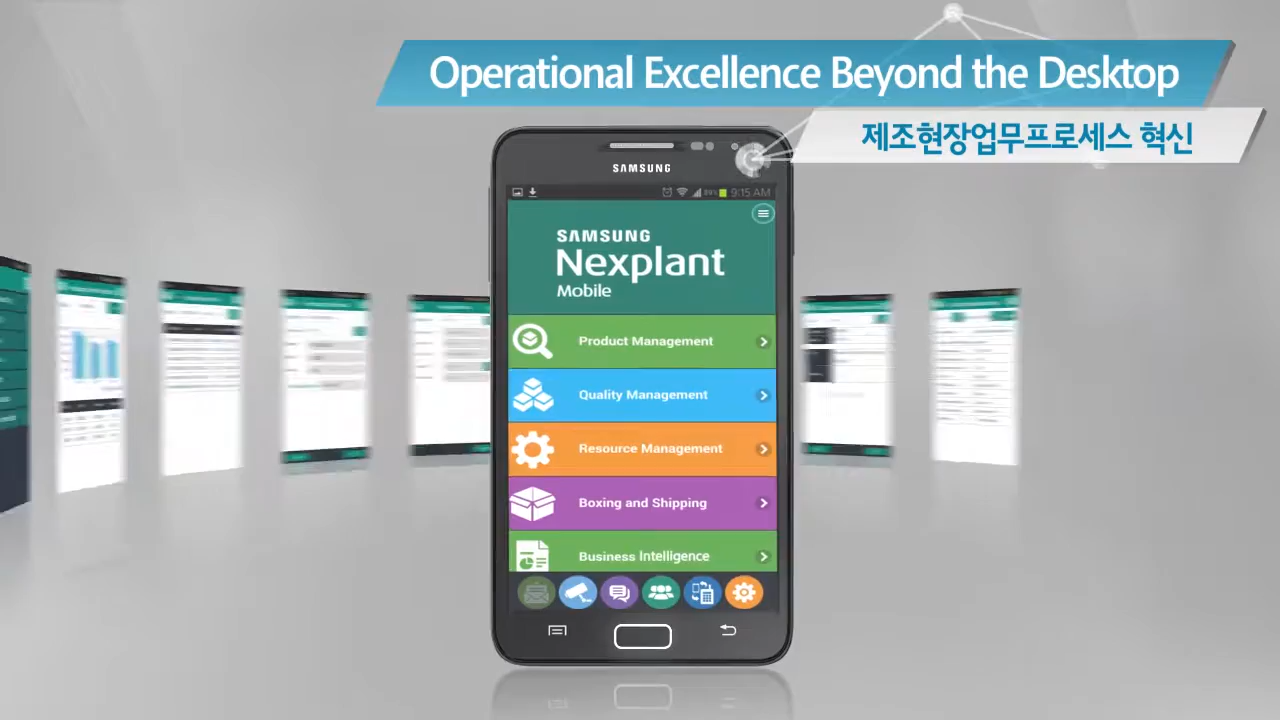 Operational Excellence Beyond the Desktop
제조현장업무프로세스 혁신
SAMSUNG
9:15 AM
SAMSUNG
Nexplant
Mobile
Product Management
Quality Management
Resource Management
Boxing and Shipping
Business Intelligence